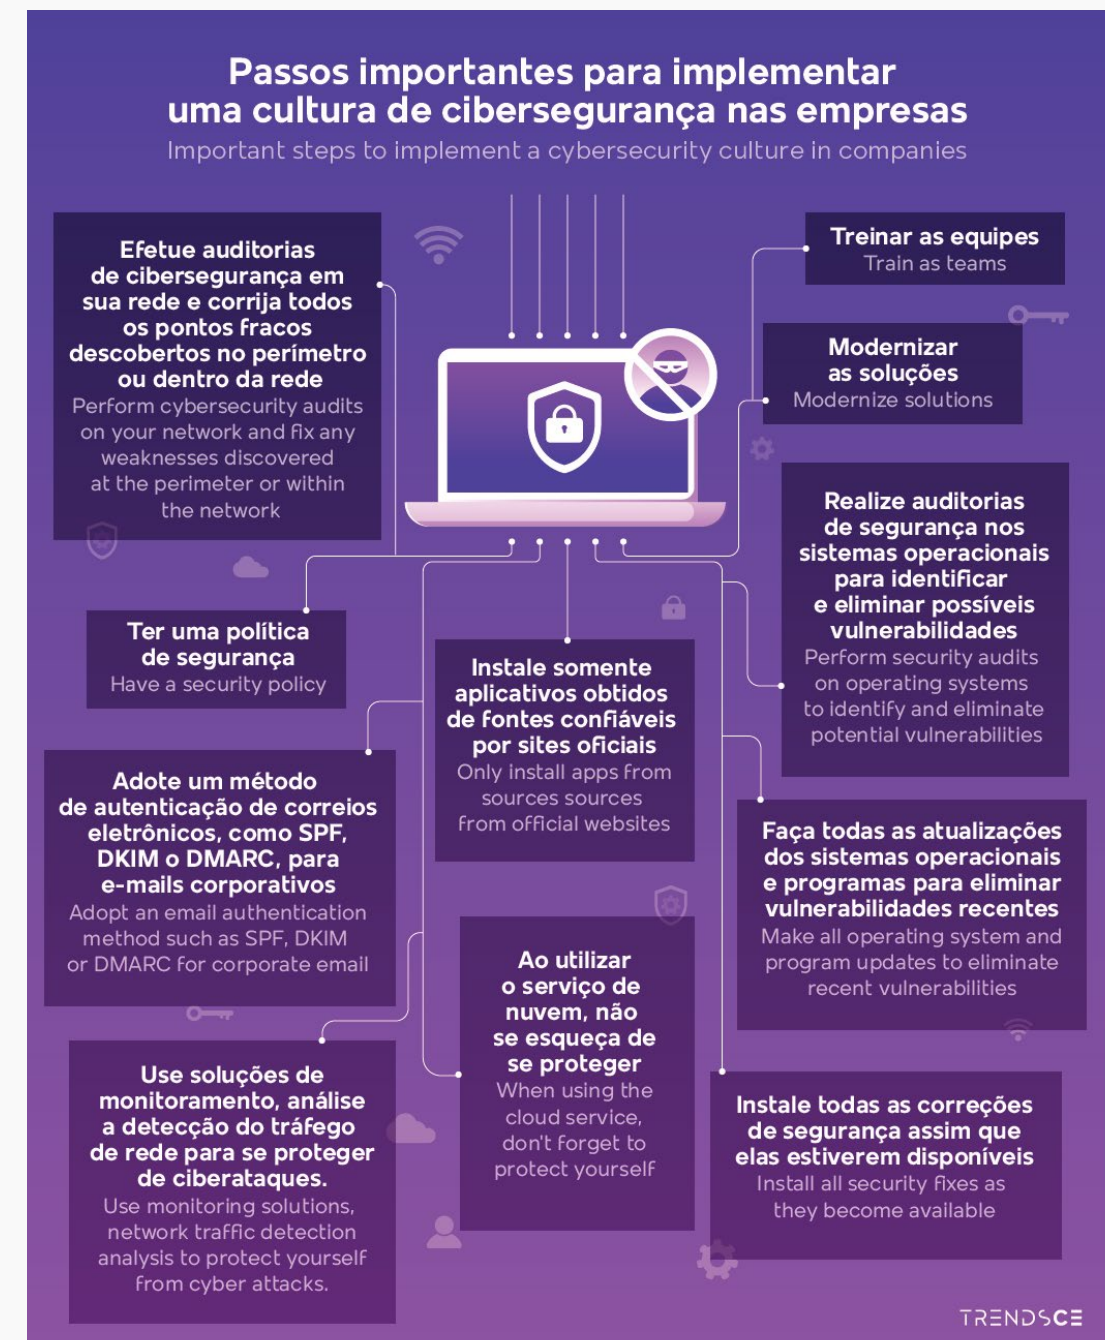 Passos importantes para implementar
uma cultura de cibersegurança nas empresas
Important steps to implement a cybersecurity culture in companies
Efetue auditorias
de cibersegurança em
sua rede e corrija todos
os pontos fracos
descobertos no perímetro
ou dentro da rede
Perform cybersecurity audits
on your network and fix any
weaknesses discovered
at the perimeter or within
the network
Treinar as equipes
Train as teams
Modernizar
as soluções
Modernize solutions
Realize auditorias
de segurança nos
sistemas operacionais
para identificar
e eliminar possíveis
vulnerabilidades
Perform security audits
on operating systems
to identify and eliminate
potential vulnerabilities
Ter uma política
de segurança
Have a security policy
Instale somente
aplicativos obtidos
de fontes confiáveis
por sites oficiais
Only install apps from
sources sources
from official websites
Adote um método
de autenticação de correios
eletrônicos, como SPF,
DKIM o DMARC, para
e-mails corporativos
Adopt an email authentication
method such as SPF, DKIM
or DMARC for corporate email
Faça todas as atualizações
dos sistemas operacionais
e programas para eliminar
vulnerabilidades recentes
Make all operating system and
program updates to eliminate
recent vulnerabilities
Ao utilizar
o serviço de
nuvem, não
se esqueça de
se proteger
When using the
cloud service,
don't forget to
protect yourself
Use soluções de
monitoramento, análise
a detecção do tráfego
de rede para se proteger
de ciberataques.
Use monitoring solutions,
network traffic detection
analysis to protect yourself
from cyber attacks.
Instale todas as correções
de segurança assim que
elas estiverem disponíveis
Install all security fixes as
they become available
TRENDSCE